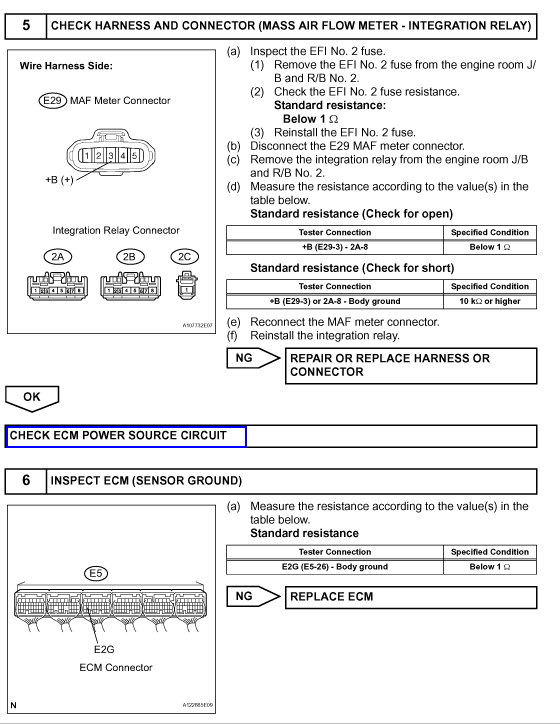 5 CHECK HARNESS AND CONNECTOR (MASS AIR FLOW METER - INTEGRATION RELAY)
Wire Harness Side:
E29 MAF Meter Connector
1 2 3 4 5
+B (+)
Integration Relay Connector
2A 2B 2C
A107732E07
(a) Inspect the EFI No. 2 fuse.
(1) Remove the EFI No. 2 fuse from the engine room J/
B and R/B No. 2.
(2) Check the EFI No. 2 fuse resistance.
Standard resistance:
Below 1 Ω
(3) Reinstall the EFI No. 2 fuse.
(b) Disconnect the E29 MAF meter connector.
(c) Remove the integration relay from the engine room J/B
and R/B No. 2.
(d) Measure the resistance according to the value(s) in the
table below.
Standard resistance (Check for open)
Tester Connection Specified Condition
+B (E29-3) - 2A-8 Below 1 Ω
Standard resistance (Check for short)
Tester Connection Specified Condition
+B (E29-3) or 2A-8 - Body ground 10 kΩ or higher
(e) Reconnect the MAF meter connector.
(f) Reinstall the integration relay.
NG REPAIR OR REPLACE HARNESS OR
CONNECTOR
OK
CHECK ECM POWER SOURCE CIRCUIT
6 INSPECT ECM (SENSOR GROUND)
E5
E2G
ECM Connector
N A122885E09
(a) Measure the resistance according to the value(s) in the
table below.
Standard resistance
Tester Connection Specified Condition
E2G (E5-26) - Body ground Below 1 Ω
NG REPLACE ECM